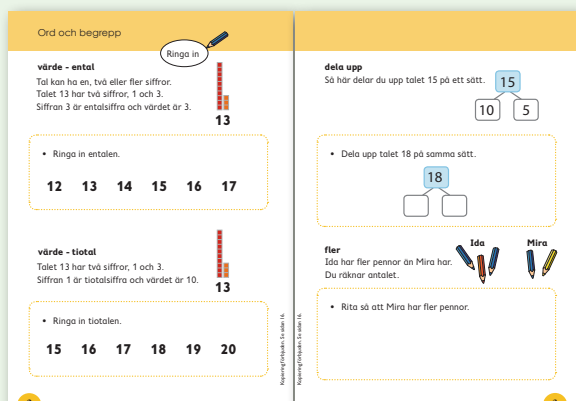 Ord och begrepp
Ringa in
värde - ental
Tal kan ha en, två eller fler siffror.
Talet 13 har två siffror, 1 och 3.
Siffran 3 är entalsiffra och värdet är 3.
13
• Ringa in entalen.
12 13 14 15 16 17
värde - tiotal
Talet 13 har två siffror, 1 och 3.
Siffran 1 är tiotalsiffra och värdet är 10.
13
• Ringa in tiotalen.
15 16 17 18 19 20
Kopieringförbjuden. Se sidan 16.
dela upp
Så här delar du upp talet 15 på ett sätt.
15
10 5
• Dela upp talet 18 på samma sätt.
18
fler
Ida har fler pennor än Mira har.
Du räknar antalet.
Ida Mira
• Rita så att Mira har fler pennor.
Kopieringförbjuden. Se sidan 16.